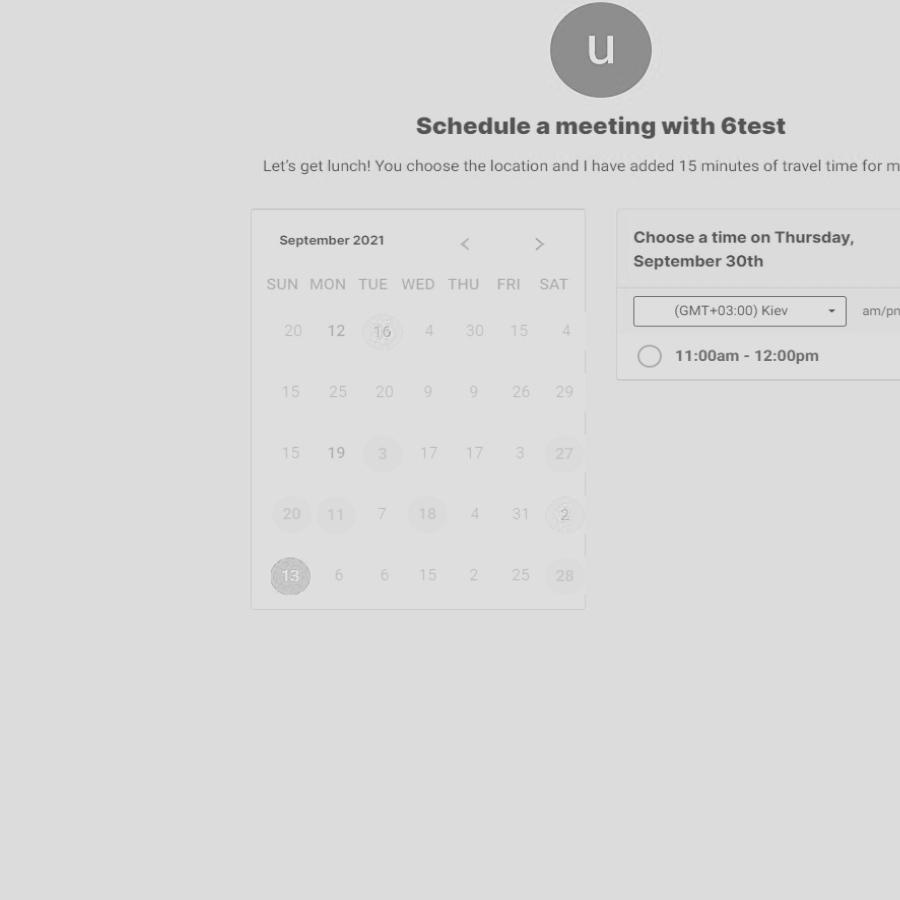 u
Schedule a meeting with 6test
Let's get lunch! You choose the location and I have added 15 minutes of travel time for m
September 2021
SUN MON TUE WED THU FRI SAT
20 12 16 4 30 15 4
15 25 20 9 9 26 29
15 19 3 17 17 3 27
20 11 7 18 4 31 2
13 6 6 15 2 25 28
Choose a time on Thursday,
September 30th
(GMT+03:00) Kiev am/pm
11:00am - 12:00pm